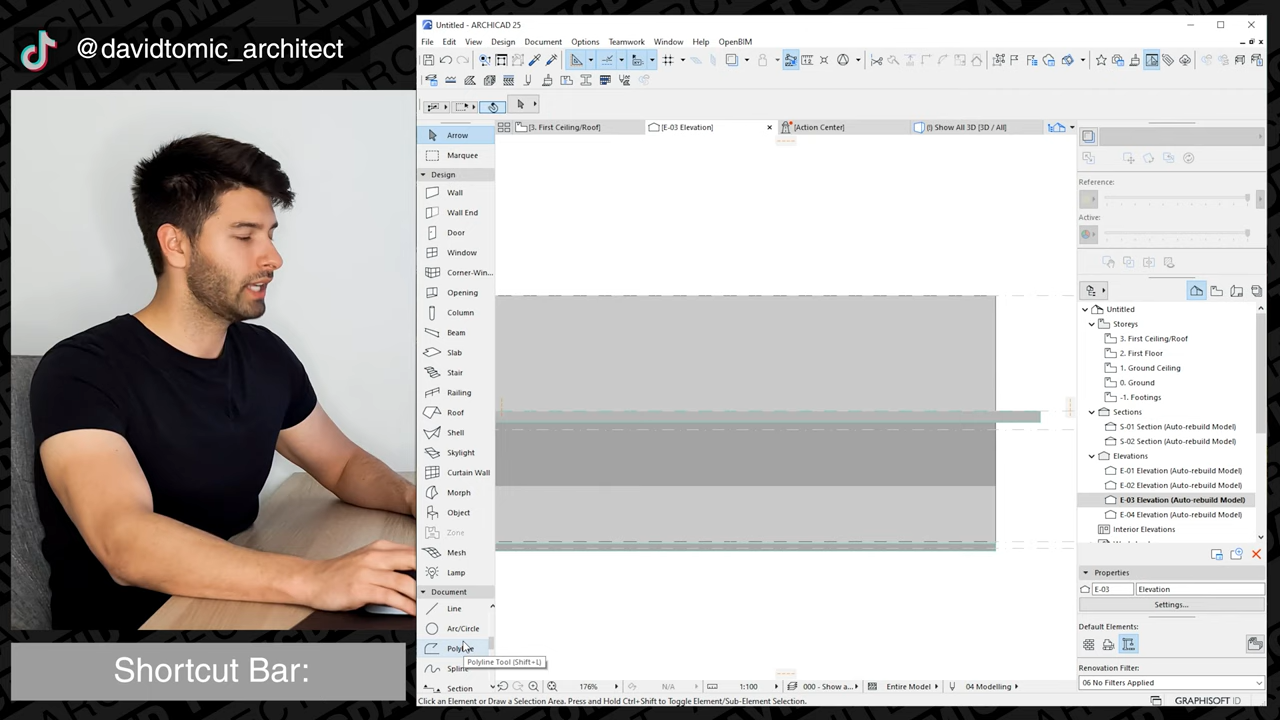 @davidtomic_architect
Shortcut Bar:
Untitled - ARCHICAD 25
File Edit View Design Document Options Teamwork Window Palettes Help OpenBIM
[3. First Ceiling/Roof]
[E-03 Elevation]
[Action Center]
(!) Show All 3D [3D / All]
Arrow
Marquee
Design
Wall
Wall End
Door
Window
Corner-Win...
Opening
Column
Beam
Slab
Stair
Railing
Roof
Shell
Skylight
Curtain Wall
Morph
Object
Zone
Mesh
Lamp
Document
Line
Arc/Circle
Polyline
Polyline Tool (Shift+L)
Spline
Section
Reference:
Active:
Untitled
Storeys
3. First Ceiling/Roof
2. First Floor
1. Ground Ceiling
0. Ground
-1. Footings
Sections
S-01 Section (Auto-rebuild Model)
S-02 Section (Auto-rebuild Model)
Elevations
E-01 Elevation (Auto-rebuild Model)
E-02 Elevation (Auto-rebuild Model)
E-03 Elevation (Auto-rebuild Model)
E-04 Elevation (Auto-rebuild Model)
Interior Elevations
Properties
E-03 Elevation
Settings...
Default Elements:
Renovation Filter:
06 No Filters Applied
176% N/A 1:100 000 - Show a... Entire Model 04 Modelling
Click an Element or Draw a Selection Area. Press and Hold Ctrl+Shift to Toggle Element/Sub-Element Selection.
GRAPHISOFT ID